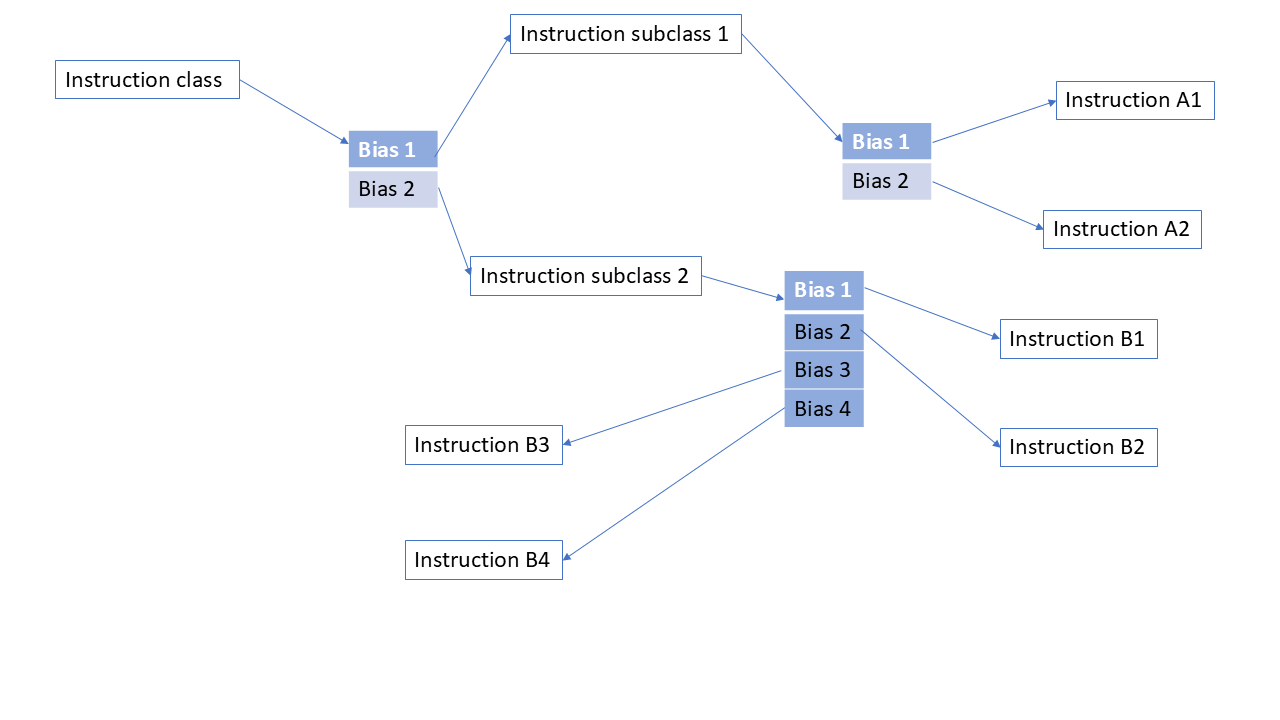 Instruction subclass 1
Instruction class
Instruction A1
Bias 1
Bias 2
Bias 1
Bias 2
Instruction A2
Instruction subclass 2
Bias 1
Bias 2
Bias 3
Bias 4
Instruction B1
Instruction B2
Instruction B3
Instruction B4